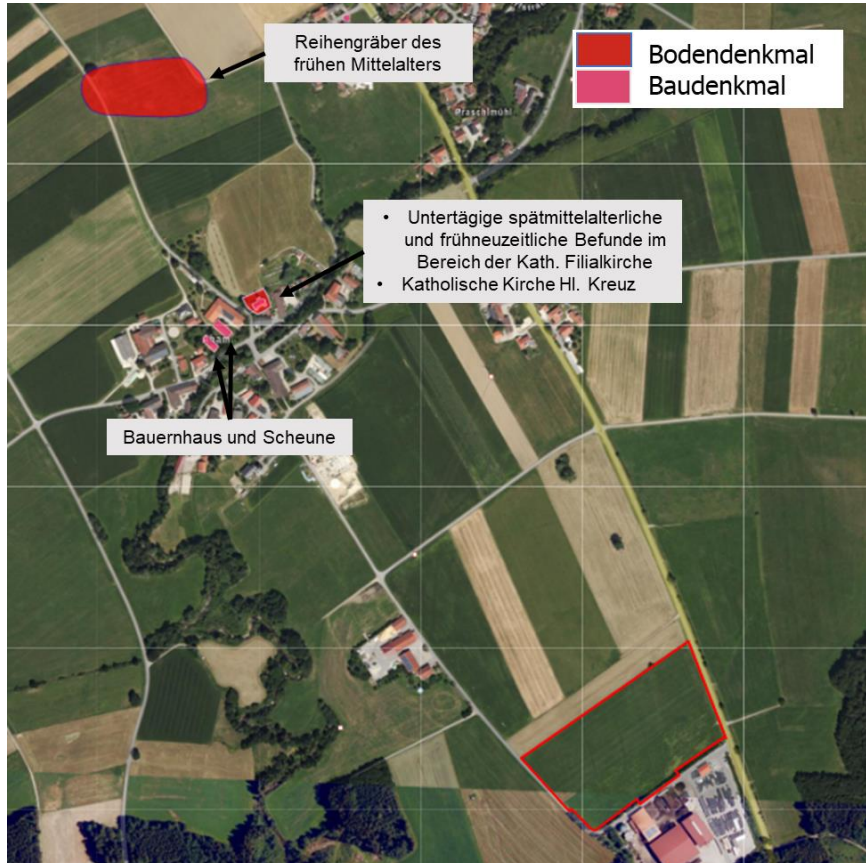 Reihengräber des
frühen Mittelalters
Bodendenkmal
Baudenkmal
Praschlmühl
• Untertägige spätmittelalterliche
und frühneuzeitliche Befunde im
Bereich der Kath. Filialkirche
• Katholische Kirche Hl. Kreuz
Bauernhaus und Scheune